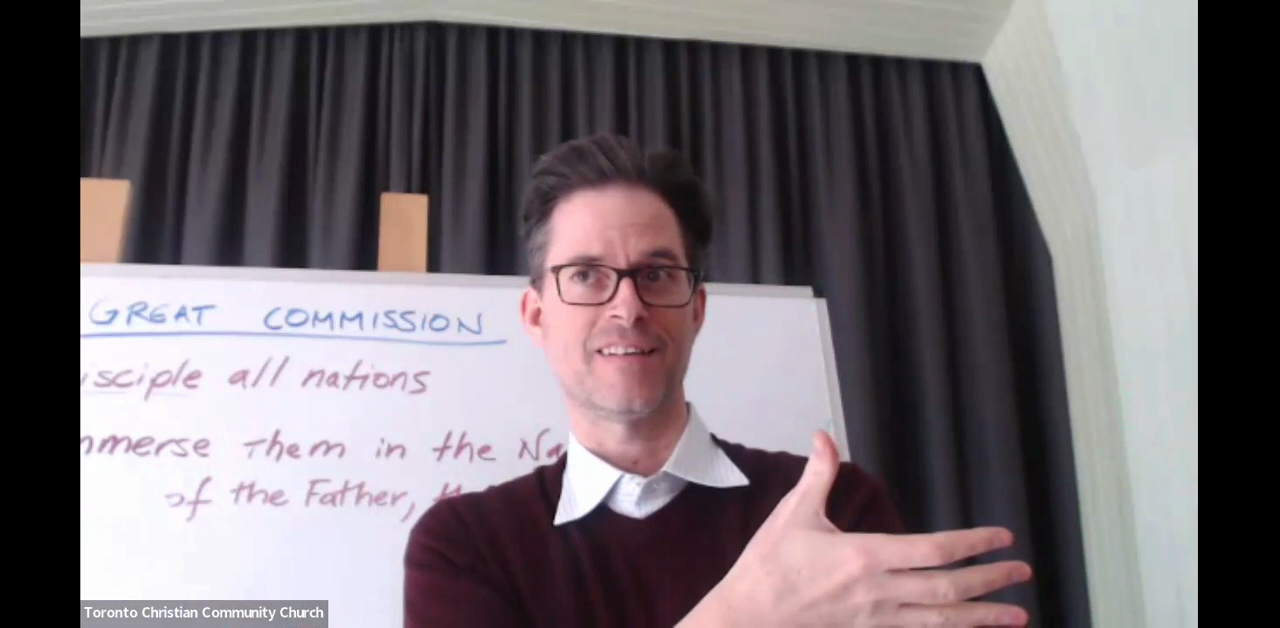 GREAT COMMISSION
isciple all nations
mmerse them in the Na
of the Father,
Toronto Christian Community Church